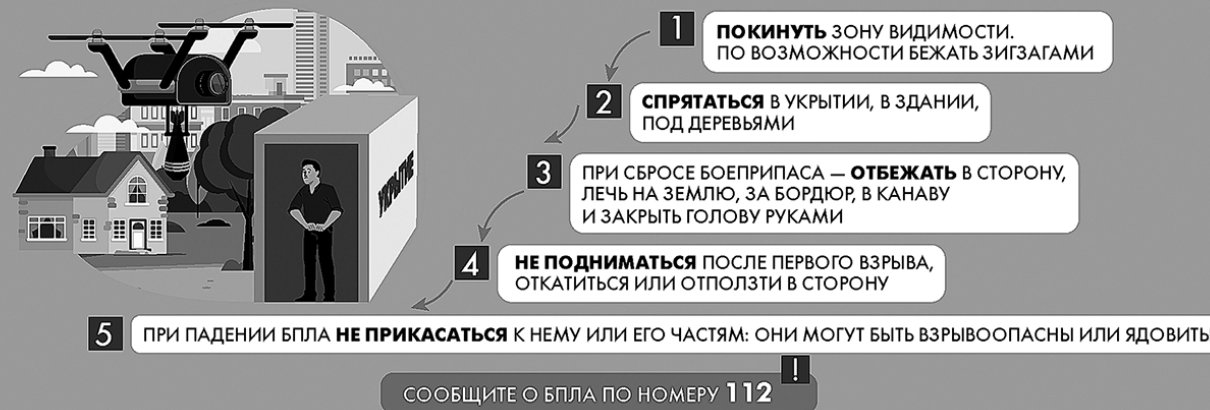 1
ПОКИНУТЬ ЗОНУ ВИДИМОСТИ.
ПО ВОЗМОЖНОСТИ БЕЖАТЬ ЗИГЗАГАМИ
2
СПРЯТАТЬСЯ В УКРЫТИИ, В ЗДАНИИ,
ПОД ДЕРЕВЬЯМИ
УКРЫТИЕ
3
ПРИ СБРОСЕ БОЕПРИПАСА — ОТБЕЖАТЬ В СТОРОНУ,
ЛЕЧЬ НА ЗЕМЛЮ, ЗА БОРДЮР, В КАНАВУ
И ЗАКРЫТЬ ГОЛОВУ РУКАМИ
4
НЕ ПОДНИМАТЬСЯ ПОСЛЕ ПЕРВОГО ВЗРЫВА,
ОТКАТИТЬСЯ ИЛИ ОТПОЛЗТИ В СТОРОНУ
5
ПРИ ПАДЕНИИ БПЛА НЕ ПРИКАСАТЬСЯ К НЕМУ ИЛИ ЕГО ЧАСТЯМ: ОНИ МОГУТ БЫТЬ ВЗРЫВООПАСНЫ ИЛИ ЯДОВИТЬ
!
СООБЩИТЕ О БПЛА ПО НОМЕРУ 112